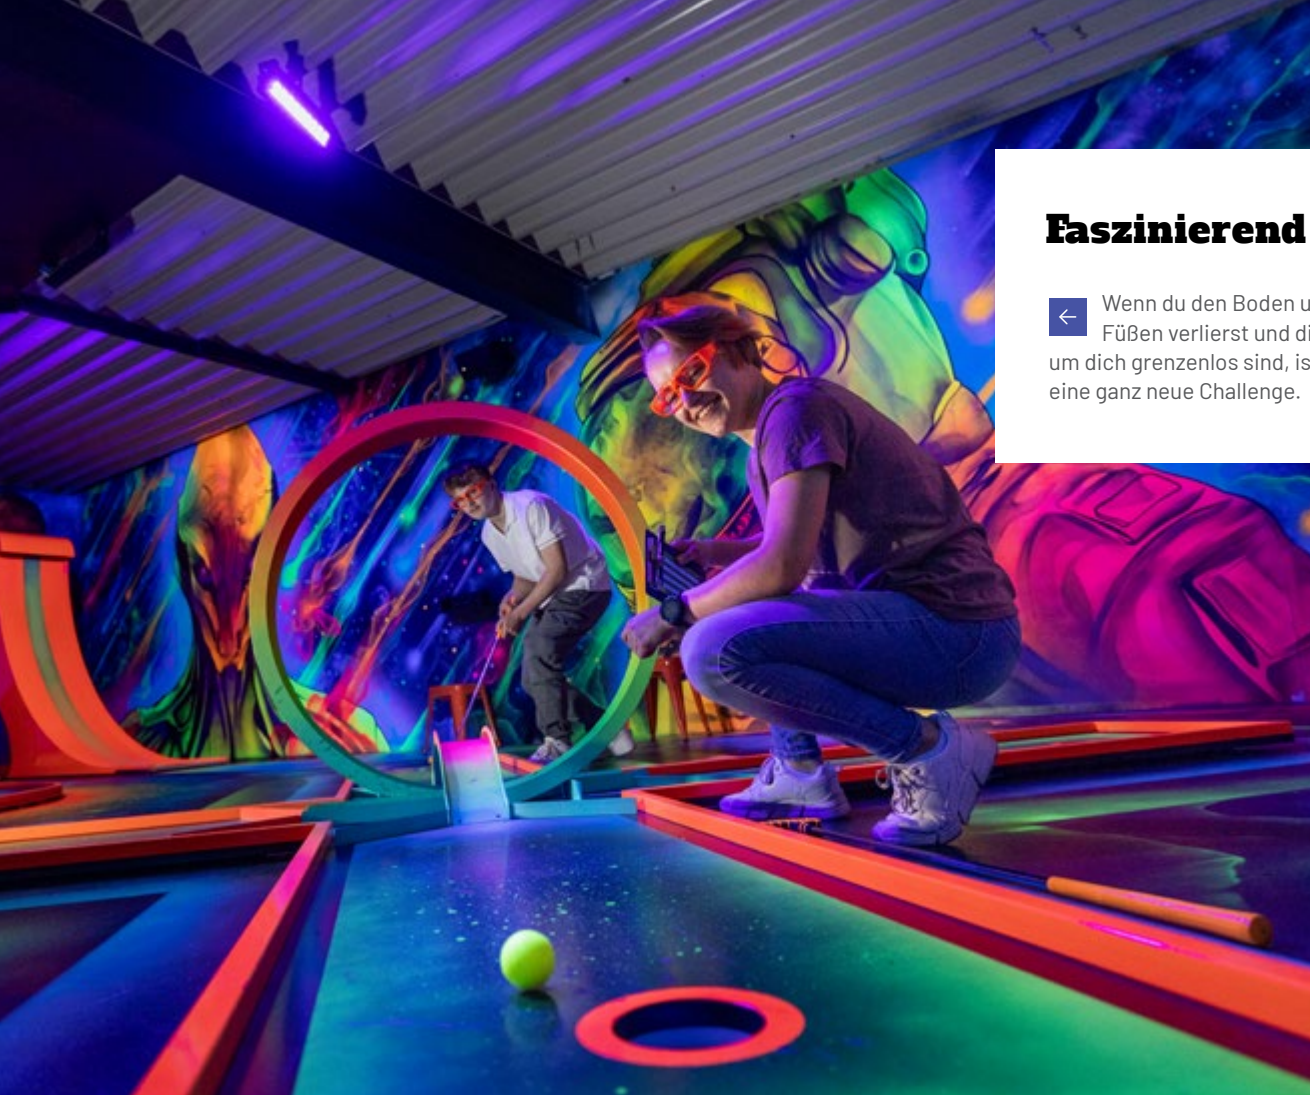 Faszinierend
Wenn du den Boden u
Füßen verlierst und di
um dich grenzenlos sind, is
eine ganz neue Challenge.